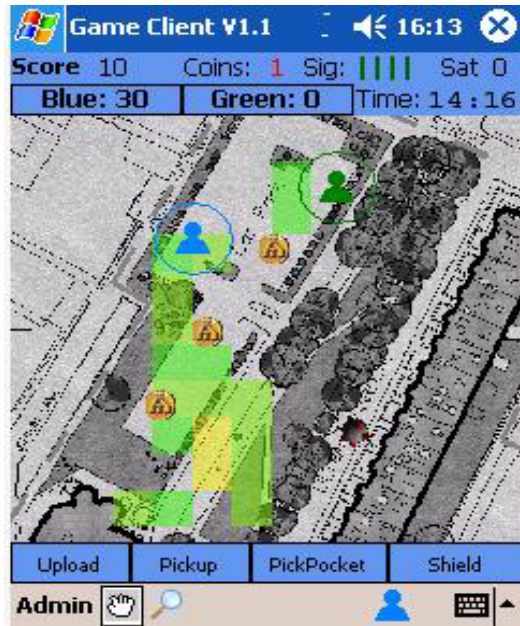 Game Client V1.1 16:13
Score 10 Coins: 1 Sig: Sat 0
Blue: 30 Green: 0 Time: 14:16
Upload Pickup PickPocket Shield
Admin